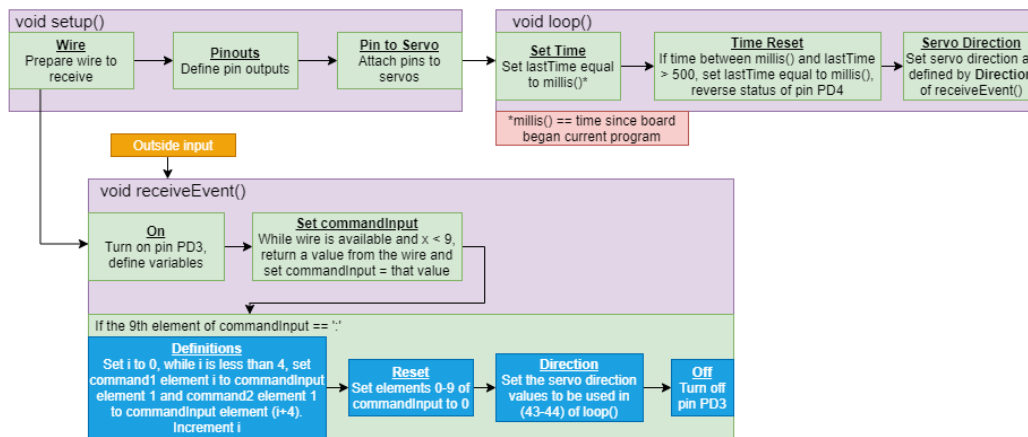 void setup()
Wire
Prepare wire to
receive
Pinouts
Define pin outputs
Pin to Servo
Attach pins to
servos
void loop()
Set Time
Set lastTime equal
to millis()*
Time Reset
If time between millis() and lastTime
> 500, set lastTime equal to millis(),
reverse status of pin PD4
Servo Direction
Set servo direction a
defined by Direction
of receiveEvent()
*millis() == time since board
began current program
Outside input
void receiveEvent()
On
Turn on pin PD3,
define variables
Set commandInput
While wire is available and x < 9,
return a value from the wire and
set commandInput = that value
If the 9th element of commandInput == ':'
Definitions
Set i to 0, while i is less than 4, set
command1 element i to commandInput
element 1 and command2 element 1
to commandInput element (i+4).
Increment i
Reset
Set elements 0-9 of
commandInput to 0
Direction
Set the servo direction
values to be used in
(43-44) of loop()
Off
Turn off
pin PD3